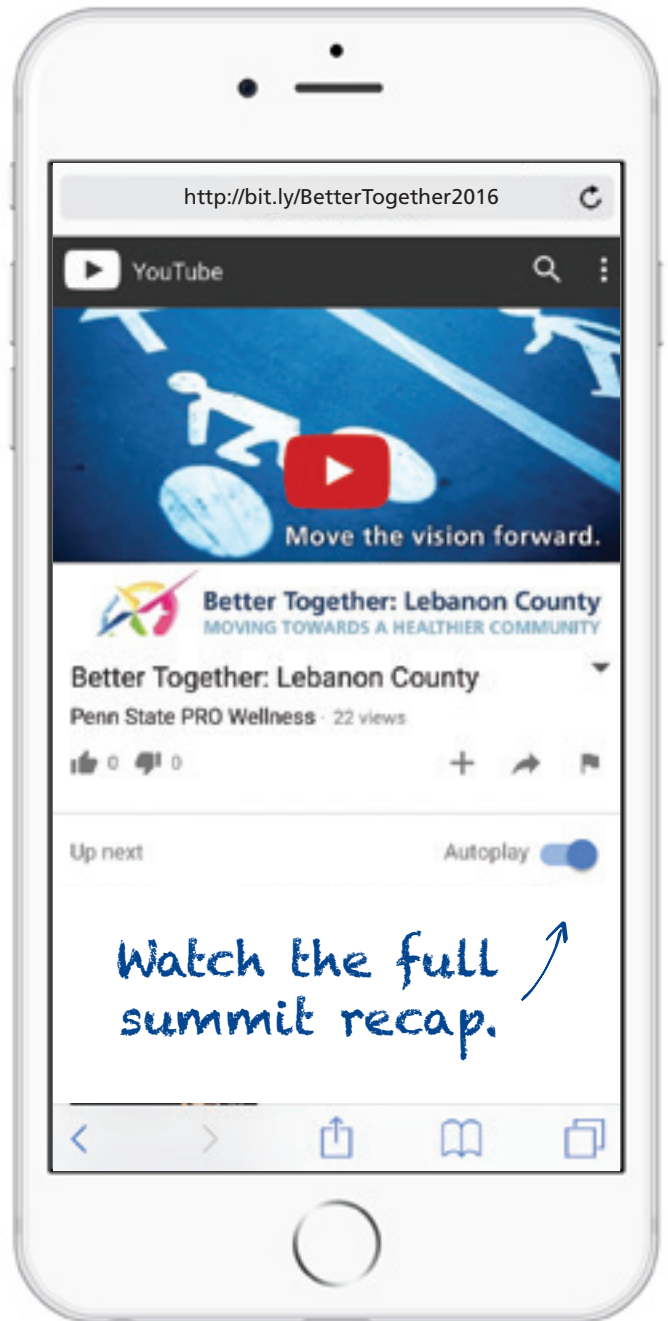 http://bit.ly/BetterTogether2016
YouTube
Move the vision forward.
Better Together: Lebanon County
MOVING TOWARDS A HEALTHIER COMMUNITY
Better Together: Lebanon County
Penn State PRO Wellness · 22 views
0 0
Up next Autoplay
Watch the full
summit recap.